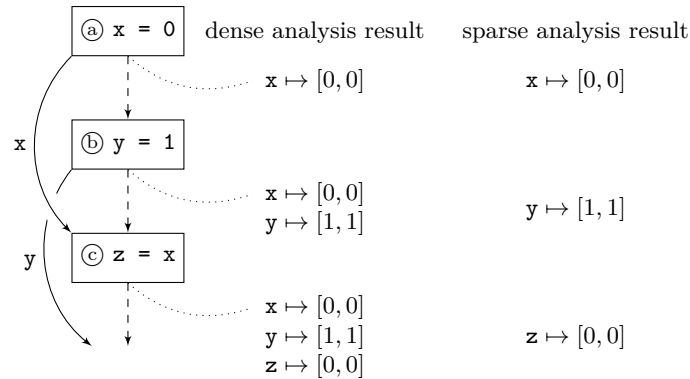 ⓐ x = 0 dense analysis result sparse analysis result
x ↦ [0, 0] x ↦ [0, 0]
x
ⓑ y = 1
x ↦ [0, 0]
y ↦ [1, 1] y ↦ [1, 1]
ⓒ z = x
y
x ↦ [0, 0]
y ↦ [1, 1] z ↦ [0, 0]
z ↦ [0, 0]